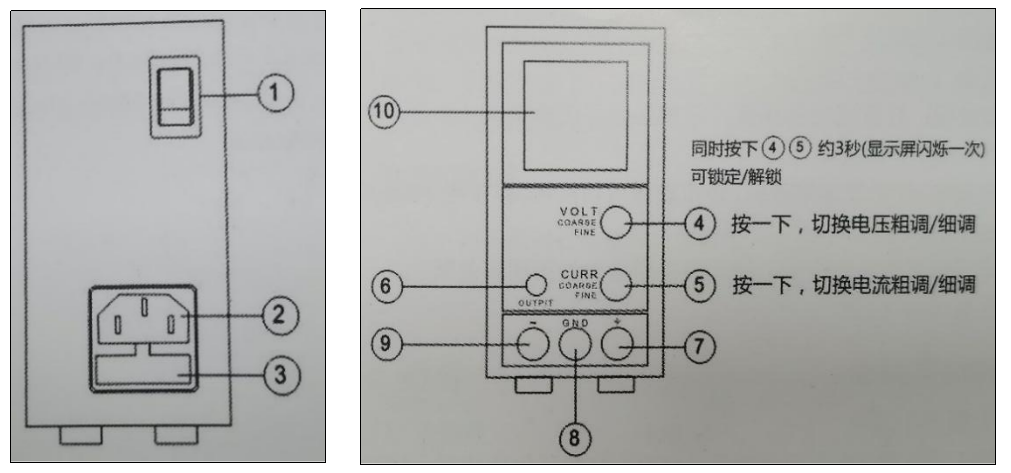 ①
②
③
⑩
同时按下④⑤约3秒(显示屏闪烁一次)
可锁定/解锁
VOLT
COARSE
FINE
④ 按一下，切换电压粗调/细调
⑥
CURR
COARSE
FINE
⑤ 按一下，切换电流粗调/细调
OUTPIT
- GND +
⑨
⑦
⑧